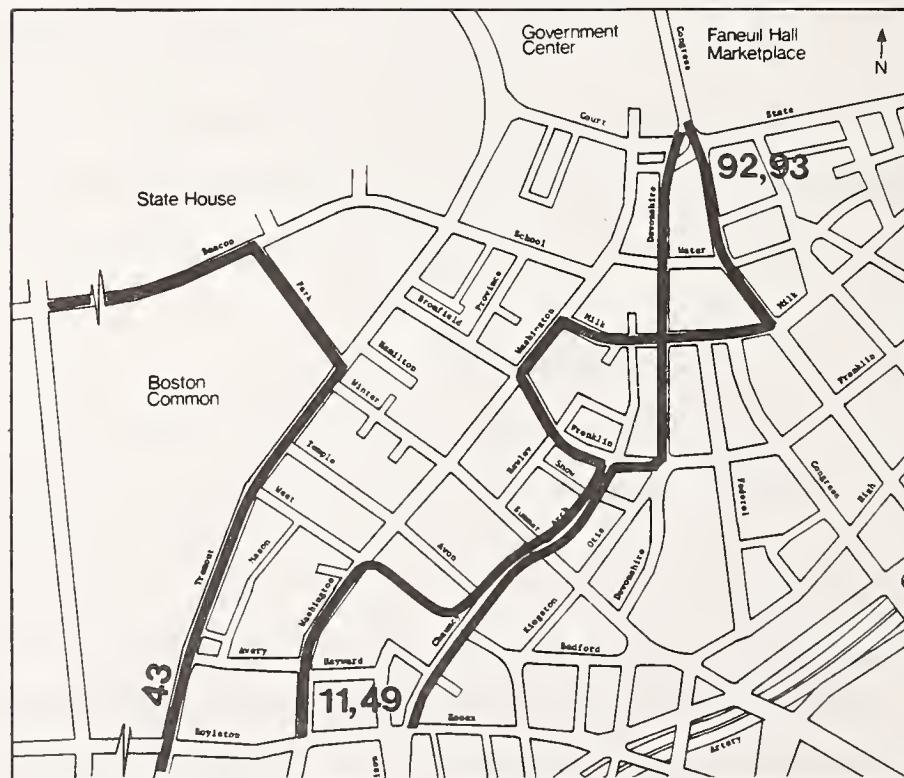 Government
Center
Faneuil Hall
Marketplace
N
Congress
Court
State
92,93
State House
Devonshire
Beacon
School
Water
Park
Province
Milk
Milk
Bromfield
Washington
Hamilton
Franklin
Boston
Common
Winter
Franklin
Temple
Hawley
Snow
Congress
High
West
Summer
Arch
Federal
Otis
Avon
Mason
Tremont
Washington
Devonshire
Kingston
Chauncy
Avery
Hayward
Bedford
43
11,49
Essex
Boylston
Artery